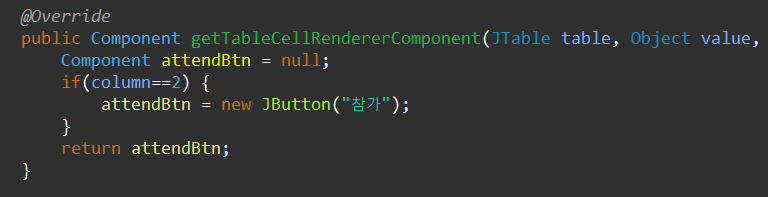 @Override
public Component getTableCellRendererComponent(JTable table, Object value,
Component attendBtn = null;
if(column==2) {
attendBtn = new JButton("참가");
}
return attendBtn;
}